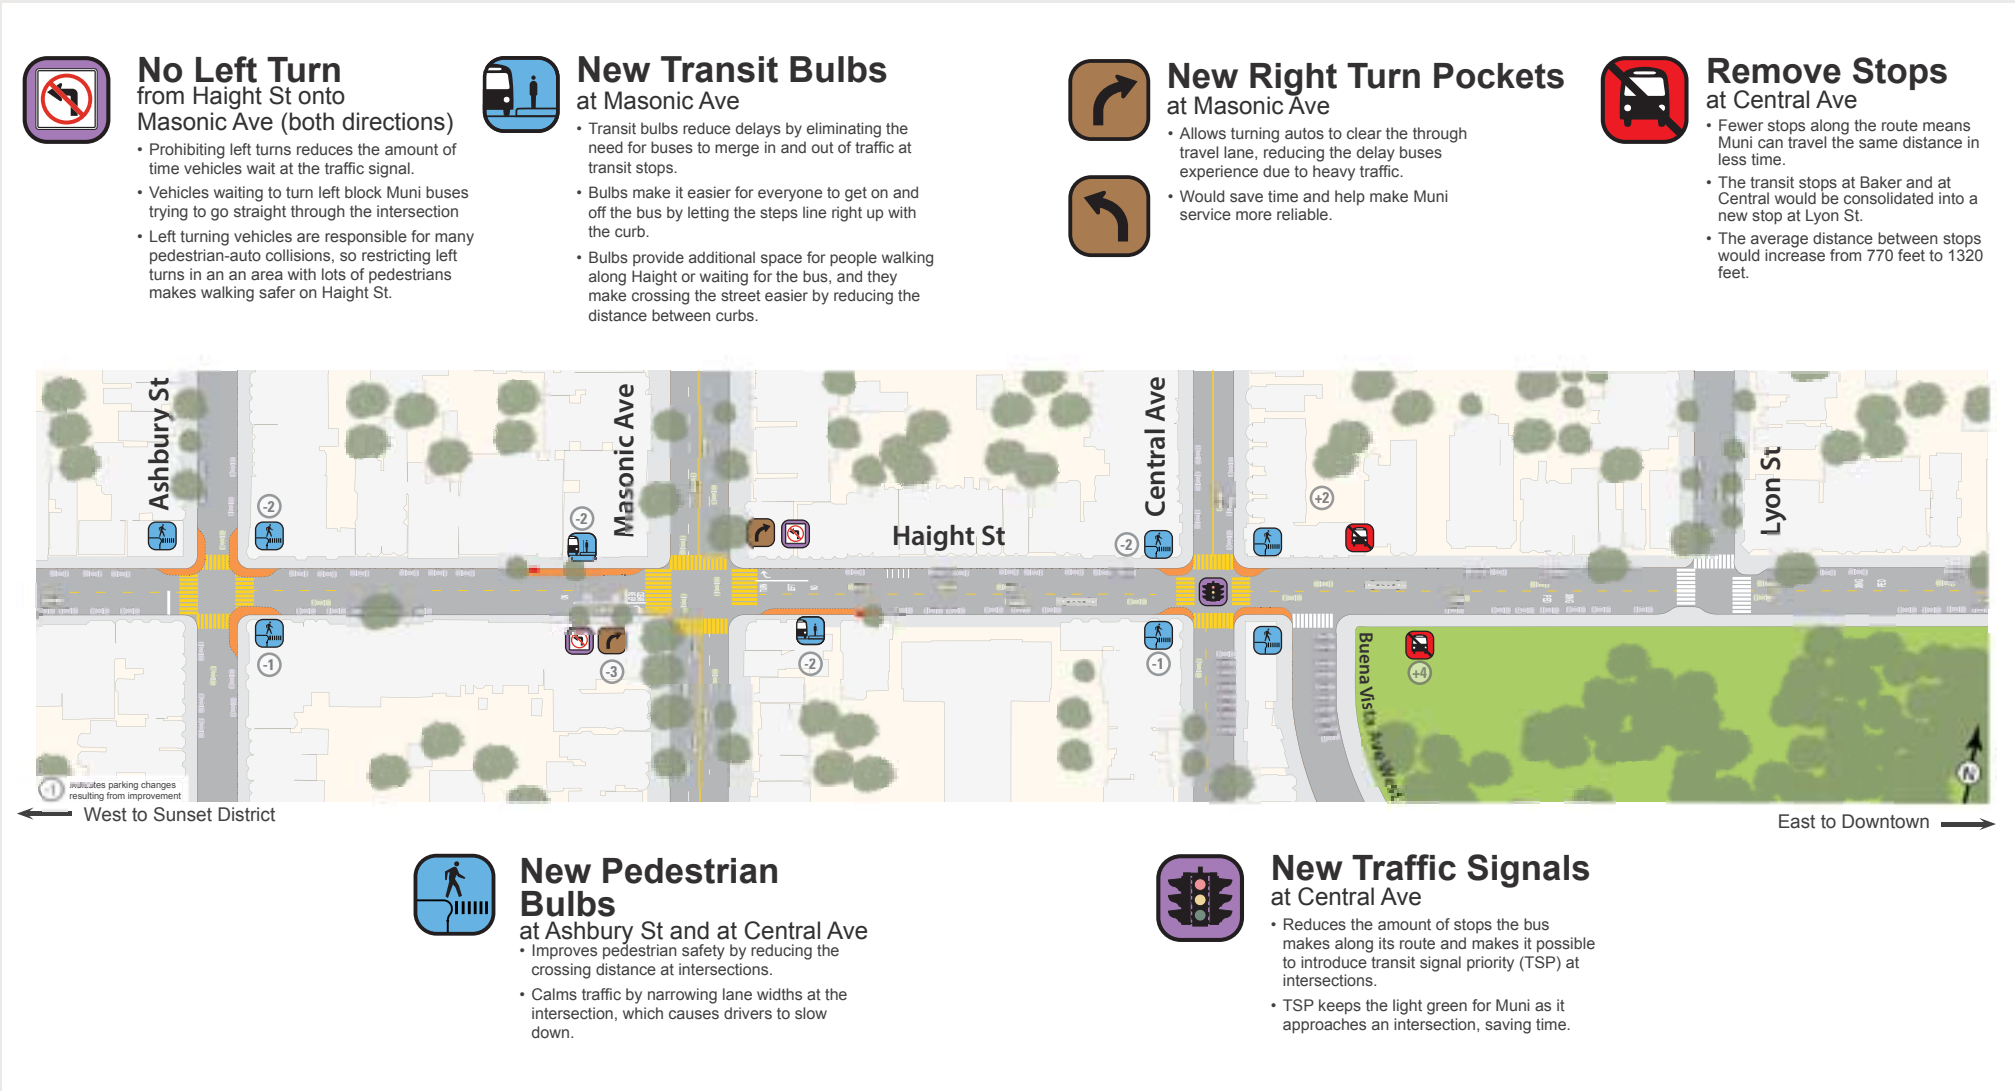 No Left Turn
from Haight St onto
Masonic Ave (both directions)
• Prohibiting left turns reduces the amount of
time vehicles wait at the traffic signal.
• Vehicles waiting to turn left block Muni buses
trying to go straight through the intersection
• Left turning vehicles are responsible for many
pedestrian-auto collisions, so restricting left
turns in an an area with lots of pedestrians
makes walking safer on Haight St.
New Transit Bulbs
at Masonic Ave
• Transit bulbs reduce delays by eliminating the
need for buses to merge in and out of traffic at
transit stops.
• Bulbs make it easier for everyone to get on and
off the bus by letting the steps line right up with
the curb.
• Bulbs provide additional space for people walking
along Haight or waiting for the bus, and they
make crossing the street easier by reducing the
distance between curbs.
New Right Turn Pockets
at Masonic Ave
• Allows turning autos to clear the through
travel lane, reducing the delay buses
experience due to heavy traffic.
• Would save time and help make Muni
service more reliable.
Remove Stops
at Central Ave
• Fewer stops along the route means
Muni can travel the same distance in
less time.
• The transit stops at Baker and at
Central would be consolidated into a
new stop at Lyon St.
• The average distance between stops
would increase from 770 feet to 1320
feet.
Ashbury St
Masonic Ave
Central Ave
Lyon St
-2
-2
Haight St
-2
+2
-1
-3
-2
-1
Buena Vista Ave West
+4
-1
indicates parking changes
resulting from improvement
N
West to Sunset District
East to Downtown
New Pedestrian
Bulbs
at Ashbury St and at Central Ave
• Improves pedestrian safety by reducing the
crossing distance at intersections.
• Calms traffic by narrowing lane widths at the
intersection, which causes drivers to slow
down.
New Traffic Signals
at Central Ave
• Reduces the amount of stops the bus
makes along its route and makes it possible
to introduce transit signal priority (TSP) at
intersections.
• TSP keeps the light green for Muni as it
approaches an intersection, saving time.